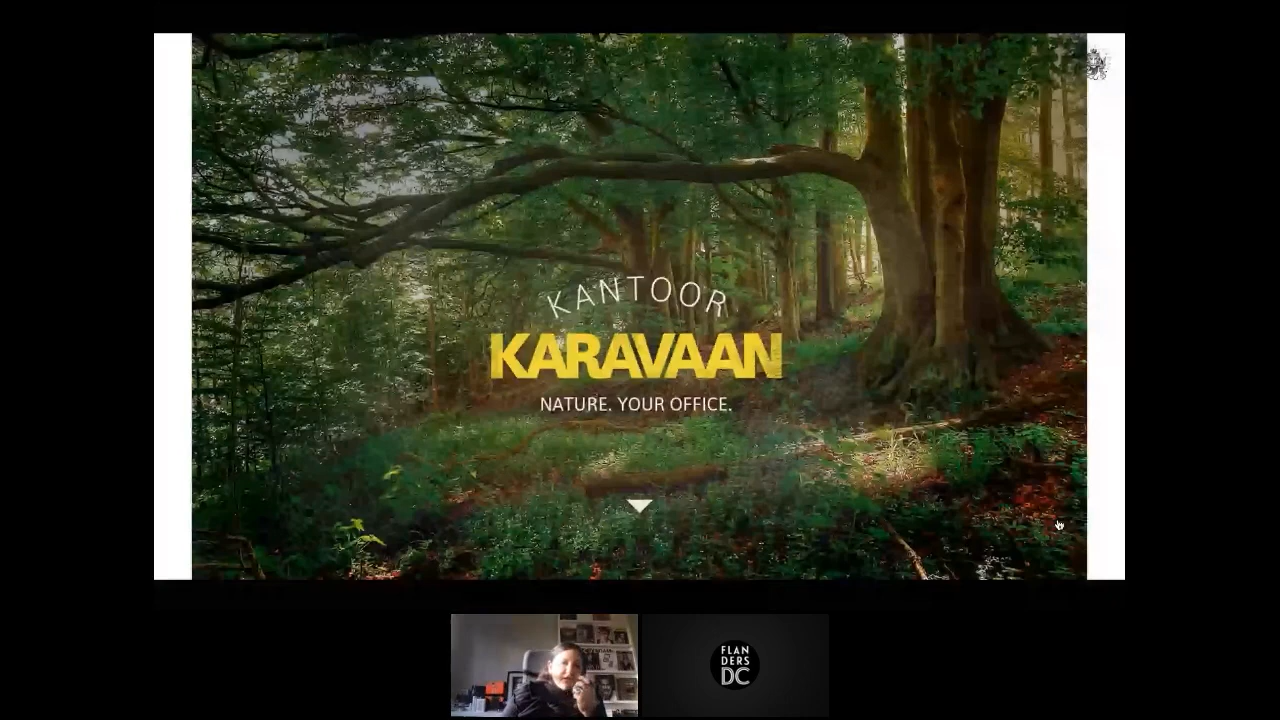 KANTOOR
KARAVAAN
NATURE. YOUR OFFICE.
FLAN
DERS
DC